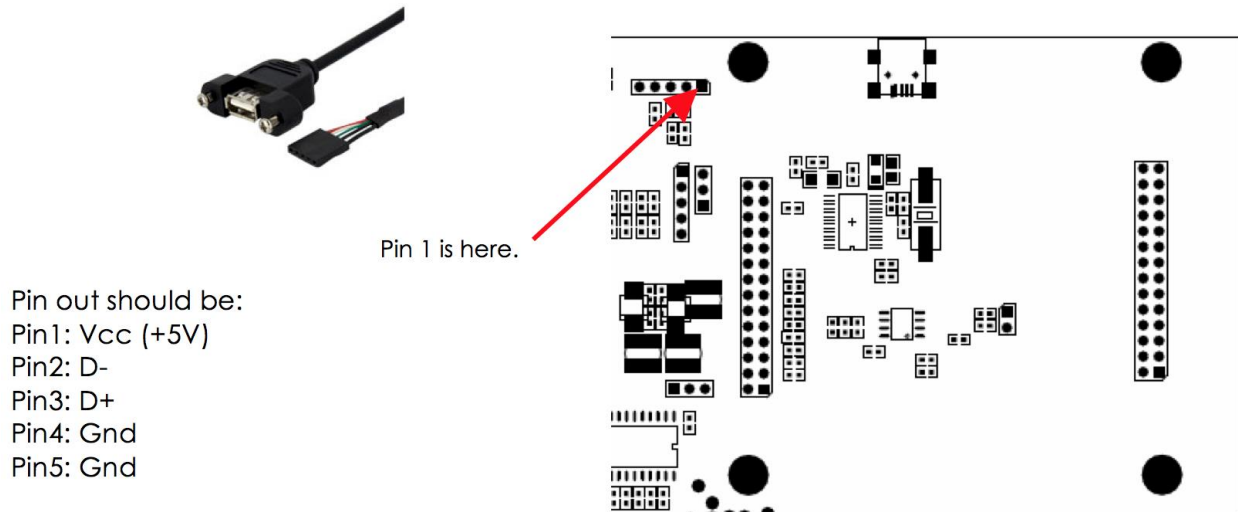 Pin 1 is here.
Pin out should be:
Pin1: Vcc (+5V)
Pin2: D-
Pin3: D+
Pin4: Gnd
Pin5: Gnd